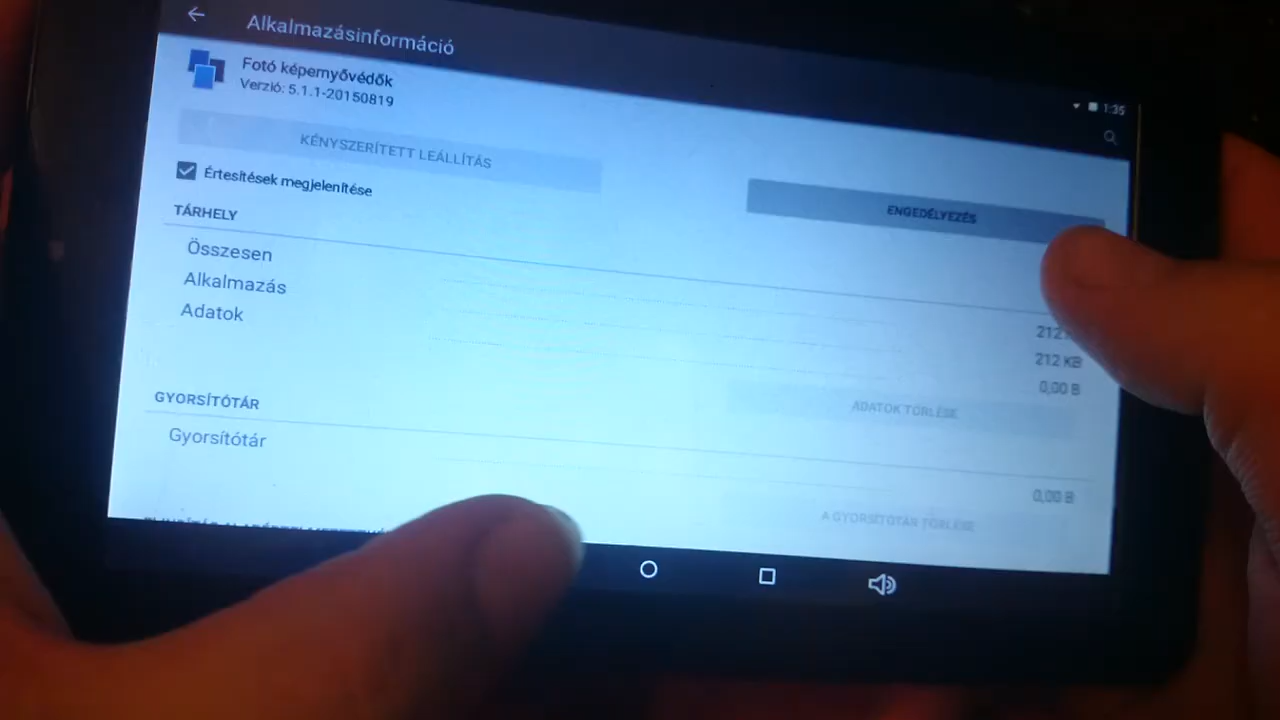 Alkalmazásinformáció
1:35
Fotó képernyővédők
Verzió: 5.1.1-20150819
KÉNYSZERÍTETT LEÁLLÍTÁS
ENGEDÉLYEZÉS
Értesítések megjelenítése
TÁRHELY
Összesen
212
Alkalmazás
212 KB
Adatok
0,00 B
ADATOK TÖRLÉSE
GYORSÍTÓTÁR
Gyorsítótár
0,00 B
A GYORSÍTÓTÁR TÖRLÉSE